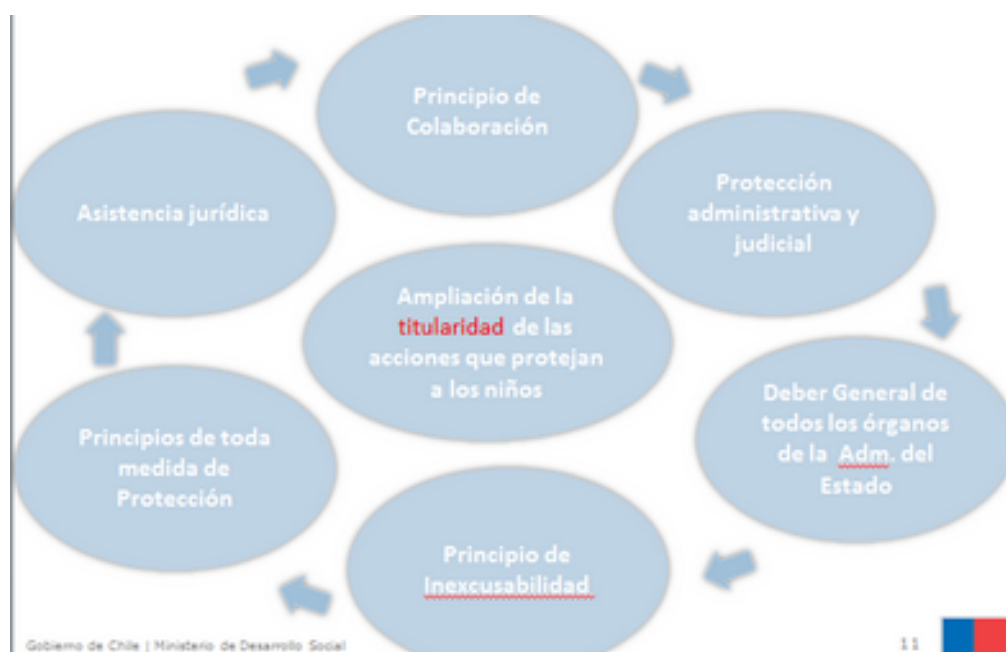 Principio de
Colaboración
Protección
administrativa y
judicial
Deber General de
todos los órganos
de la Adm. del
Estado
Principio de
Inexcusabilidad
Principios de toda
medida de
Protección
Asistencia jurídica
Ampliación de la
titularidad de las
acciones que protejan
a los niños
Gobierno de Chile | Ministerio de Desarrollo Social
11